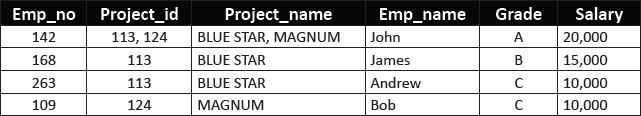 Emp_no Project_id Project_name Emp_name Grade Salary
142 113, 124 BLUE STAR, MAGNUM John A 20,000
168 113 BLUE STAR James B 15,000
263 113 BLUE STAR Andrew C 10,000
109 124 MAGNUM Bob C 10,000